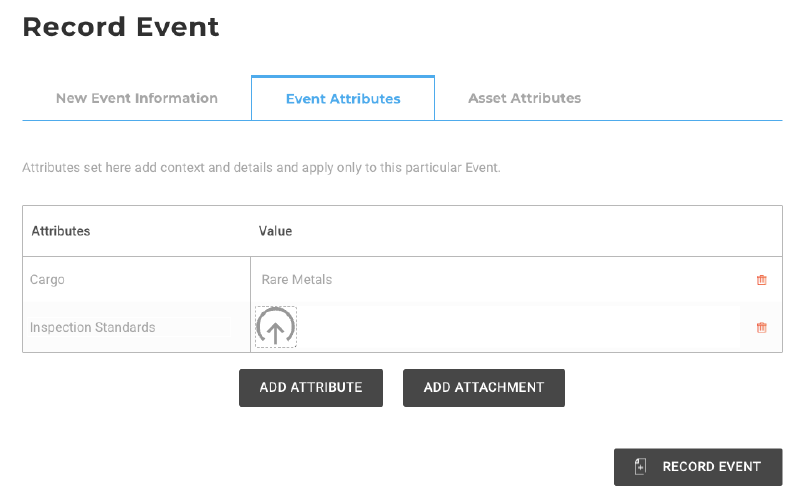 Record Event
New Event Information Event Attributes Asset Attributes
Attributes set here add context and details and apply only to this particular Event.
Attributes Value
Cargo Rare Metals
Inspection Standards
ADD ATTRIBUTE ADD ATTACHMENT
RECORD EVENT